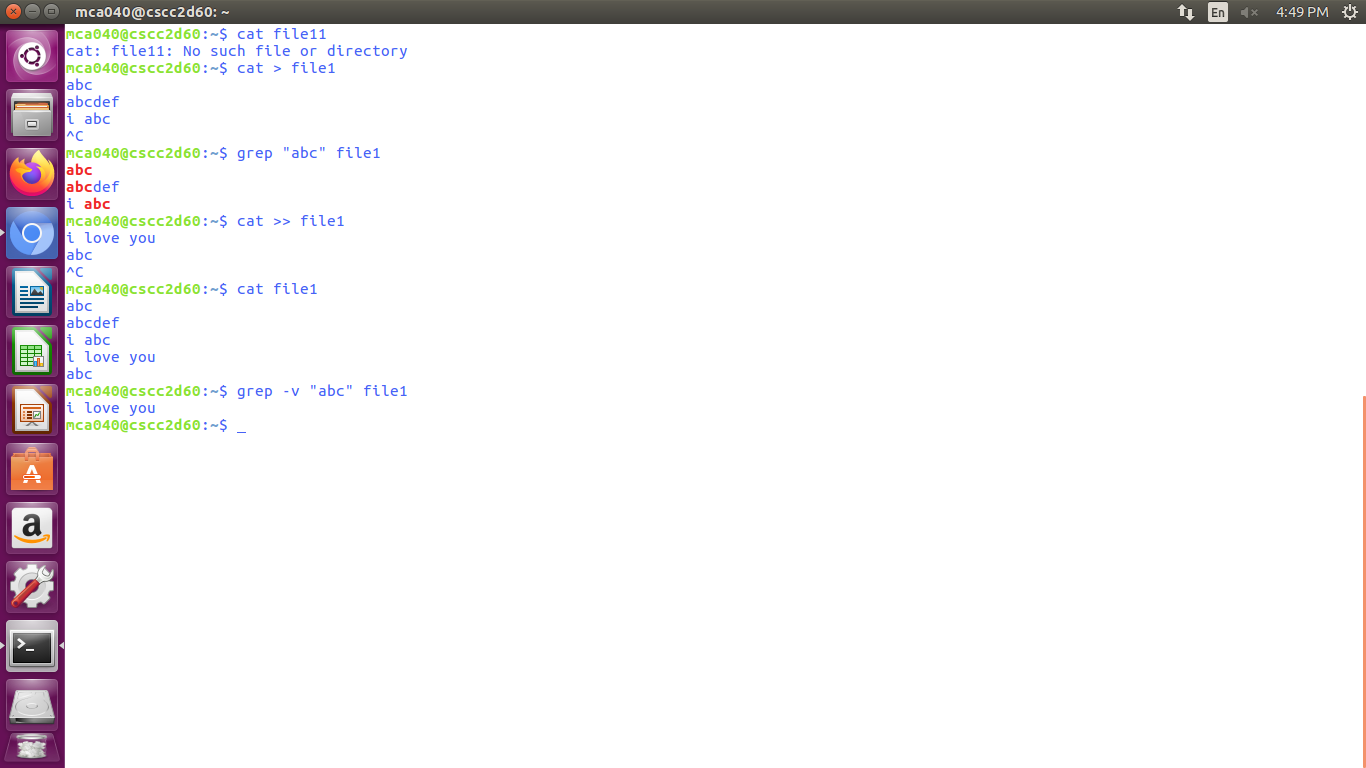 mca040@cscc2d60: ~
En
4:49 PM
mca040@cscc2d60:~$ cat file11
cat: file11: No such file or directory
mca040@cscc2d60:~$ cat > file1
abc
abcdef
i abc
^C
mca040@cscc2d60:~$ grep "abc" file1
abc
abcdef
i abc
mca040@cscc2d60:~$ cat >> file1
i love you
abc
^C
mca040@cscc2d60:~$ cat file1
abc
abcdef
i abc
i love you
abc
mca040@cscc2d60:~$ grep -v "abc" file1
i love you
mca040@cscc2d60:~$ _